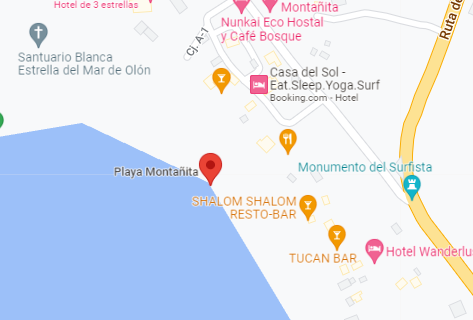 Hotel de 3 estrellas
Montañita
Nunkai Eco Hostal
y Café Bosque
Cj. A-1
Ruta de
Santuario Blanca
Estrella del Mar de Olón
Casa del Sol -
Eat.Sleep.Yoga.Surf
Booking.com - Hotel
Playa Montañita
Monumento del Surfista
SHALOM SHALOM
RESTO-BAR
TUCAN BAR
Hotel Wanderlu